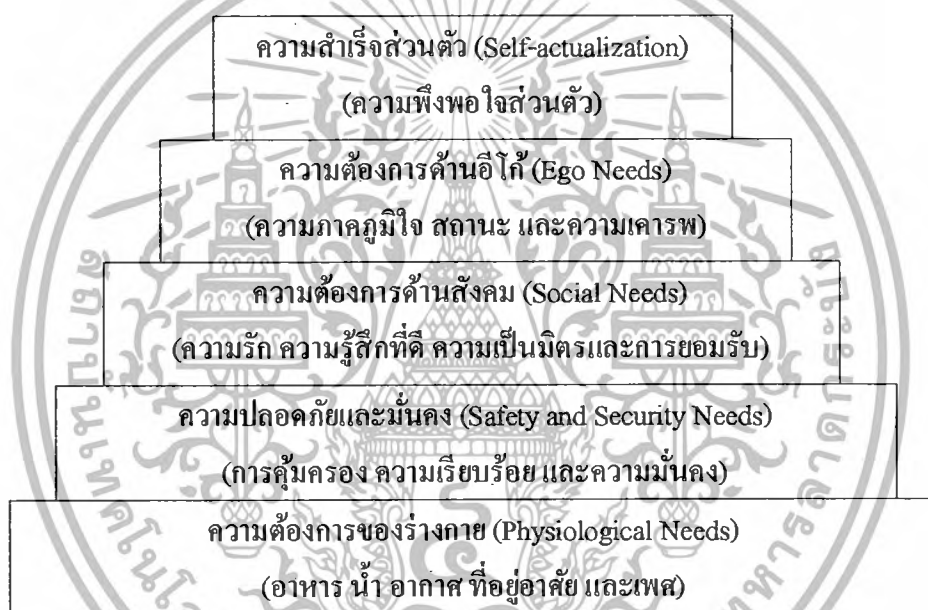 ความสำเร็จส่วนตัว (Self-actualization)
(ความพึงพอใจส่วนตัว)
ความต้องการด้านอีโก้ (Ego Needs)
(ความภาคภูมิใจ สถานะ และความเคารพ)
ความต้องการด้านสังคม (Social Needs)
(ความรัก ความรู้สึกที่ดี ความเป็นมิตรและการยอมรับ)
ความปลอดภัยและมั่นคง (Safety and Security Needs)
(การคุ้มครอง ความเรียบร้อย และความมั่นคง)
ความต้องการของร่างกาย (Physiological Needs)
(อาหาร น้ำ อากาศ ที่อยู่อาศัย และเพศ)